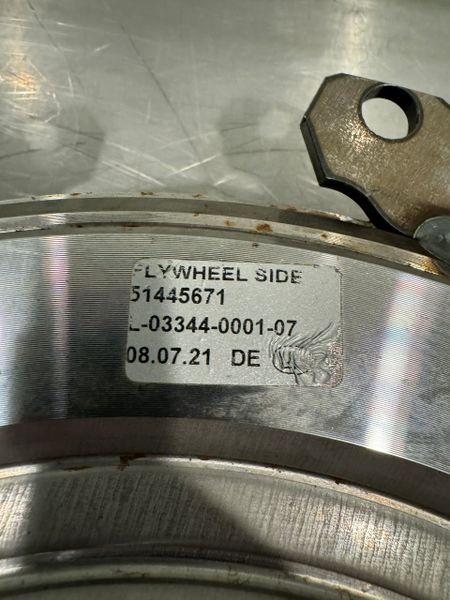 FLYWHEEL SIDE
51445671
L-03344-0001-07
08.07.21 DE